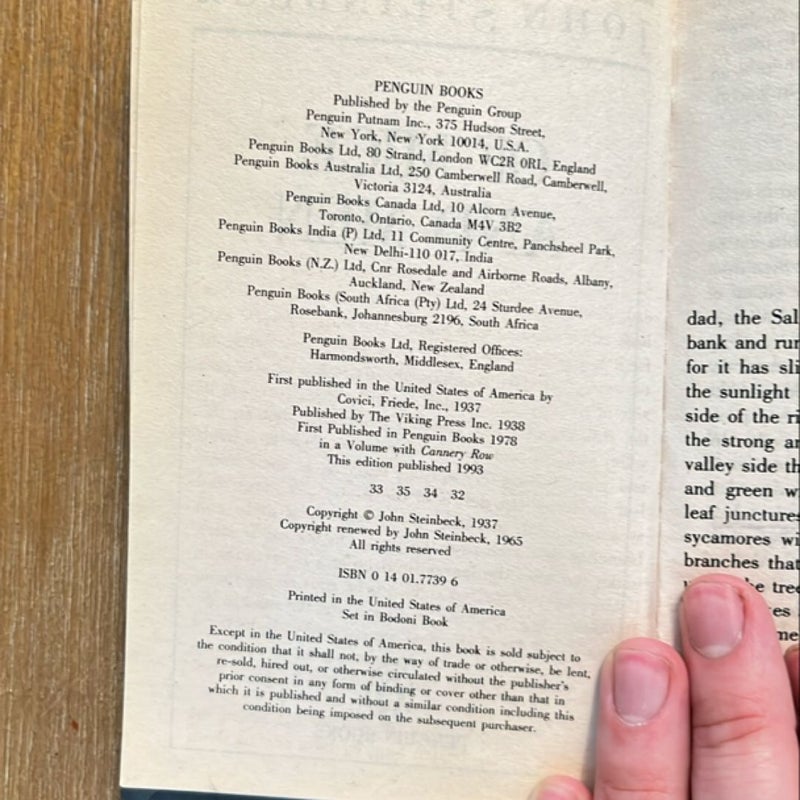 JOHN STEINBECK
PENGUIN BOOKS
Published by the Penguin Group
Penguin Putnam Inc., 375 Hudson Street,
New York, New York 10014, U.S.A.
Penguin Books Ltd, 80 Strand, London WC2R 0RL, England
Penguin Books Australia Ltd, 250 Camberwell Road, Camberwell,
Victoria 3124, Australia
Penguin Books Canada Ltd, 10 Alcorn Avenue,
Toronto, Ontario, Canada M4V 3B2
Penguin Books India (P) Ltd, 11 Community Centre, Panchsheel Park,
New Delhi-110 017, India
Penguin Books (N.Z.) Ltd, Cnr Rosedale and Airborne Roads, Albany,
Auckland, New Zealand
Penguin Books (South Africa (Pty) Ltd, 24 Sturdee Avenue,
Rosebank, Johannesburg 2196, South Africa
Penguin Books Ltd, Registered Offices:
Harmondsworth, Middlesex, England
First published in the United States of America by
Covici, Friede, Inc., 1937
Published by The Viking Press Inc. 1938
First Published in Penguin Books 1978
in a Volume with Cannery Row
This edition published 1993
33 35 34 32
Copyright © John Steinbeck, 1937
Copyright renewed by John Steinbeck, 1965
All rights reserved
ISBN 0 14 01.7739 6
Printed in the United States of America
Set in Bodoni Book
Except in the United States of America, this book is sold subject to
the condition that it shall not, by the way of trade or otherwise, be lent,
re-sold, hired out, or otherwise circulated without the publisher's
prior consent in any form of binding or cover other than that in
which it is published and without a similar condition including this
condition being imposed on the subsequent purchaser.
dad, the Sal
bank and run
for it has sli
the sunlight
side of the ri
the strong an
valley side th
and green w
leaf junctures
sycamores wi
branches that
he tree